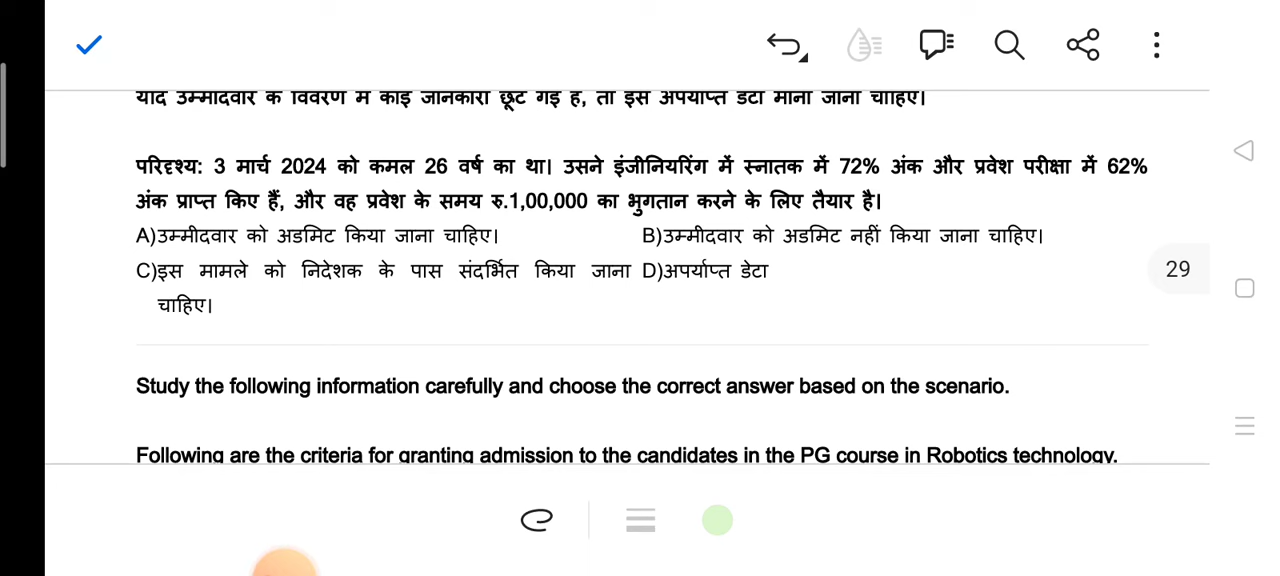 यदि उम्मीदवार के विवरण में कोई जानकारी छूट गई है, तो इसे अपर्याप्त डेटा माना जाना चाहिए।
परिदृश्य: 3 मार्च 2024 को कमल 26 वर्ष का था। उसने इंजीनियरिंग में स्नातक में 72% अंक और प्रवेश परीक्षा में 62%
अंक प्राप्त किए हैं, और वह प्रवेश के समय रु.1,00,000 का भुगतान करने के लिए तैयार है।
A)उम्मीदवार को अडमिट किया जाना चाहिए। B)उम्मीदवार को अडमिट नहीं किया जाना चाहिए।
C)इस मामले को निदेशक के पास संदर्भित किया जाना D)अपर्याप्त डेटा
चाहिए।
29
Study the following information carefully and choose the correct answer based on the scenario.
Following are the criteria for granting admission to the candidates in the PG course in Robotics technology.